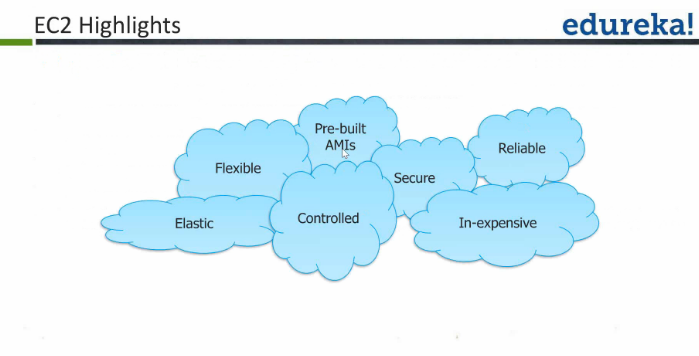 EC2 Highlights
edureka!
Pre-built
AMIs
Flexible
Reliable
Secure
Elastic
Controlled
In-expensive